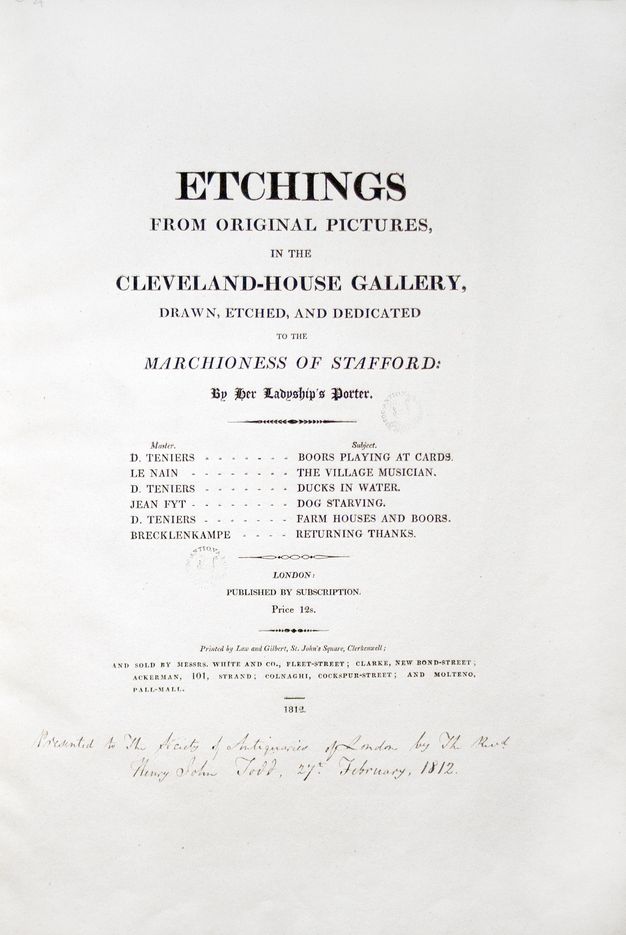 ETCHINGS
FROM ORIGINAL PICTURES,
IN THE
CLEVELAND-HOUSE GALLERY,
DRAWN, ETCHED, AND DEDICATED
TO THE
MARCHIONESS OF STAFFORD:
By Her Ladyship's Porter.
Master. Subject.
D. TENIERS - - - - - - - BOORS PLAYING AT CARDS.
LE NAIN - - - - - - - THE VILLAGE MUSICIAN.
D. TENIERS - - - - - - - DUCKS IN WATER.
JEAN FYT - - - - - - - DOG STARVING.
D. TENIERS - - - - - - - FARM HOUSES AND BOORS.
BRECKLENKAMPE - - - - RETURNING THANKS.
LONDON:
PUBLISHED BY SUBSCRIPTION.
Price 12s.
Printed by Law and Gilbert, St. John's Square, Clerkenwell;
AND SOLD BY MESSRS. WHITE AND CO., FLEET-STREET; CLARKE, NEW BOND-STREET;
ACKERMAN, 101, STRAND; COLNAGHI, COCKSPUR-STREET; AND MOLTENO,
PALL-MALL.
1812.
Presented to The Society of Antiquaries of London by The Revd
Henry John Todd, 27th February, 1812.